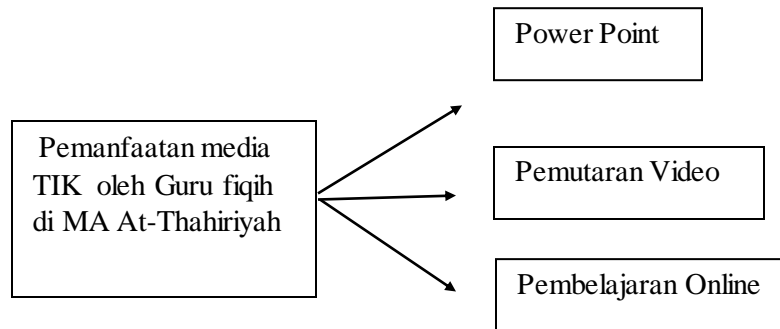 Pemanfaatan media
TIK oleh Guru fiqih
di MA At-Thahiriyah
Power Point
Pemutaran Video
Pembelajaran Online